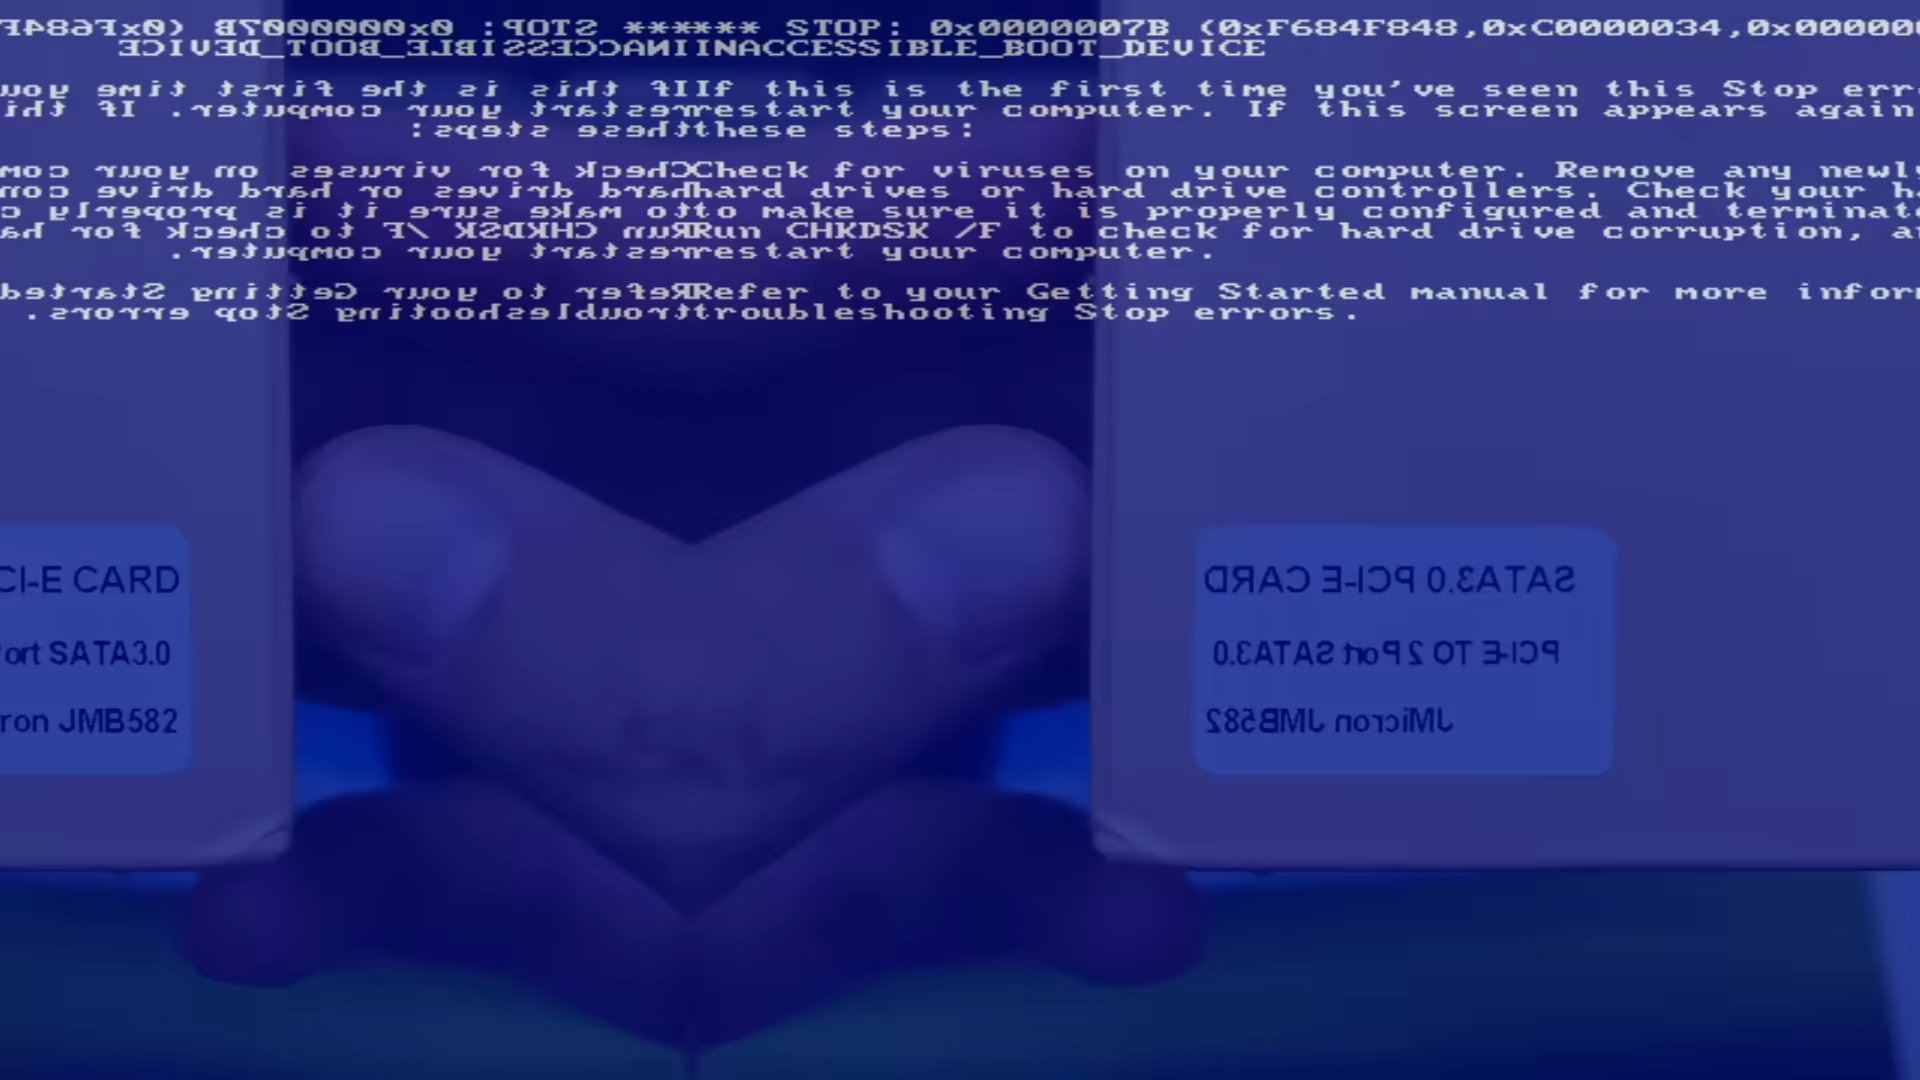 *** STOP: 0x0000007B (0xF684F848,0xC0000034,0x000000
INACCESSIBLE_BOOT_DEVICE
If this is the first time you've seen this Stop err
restart your computer. If this screen appears again
these steps:
Check for viruses on your computer. Remove any newly
hard drives or hard drive controllers. Check your ha
to make sure it is properly configured and terminate
Run CHKDSK /F to check for hard drive corruption, a
restart your computer.
Refer to your Getting Started manual for more infor
troubleshooting Stop errors.
CI-E CARD
ort SATA3.0
ron JMB582
SATA3.0 PCI-E CARD
PCI-E TO 2 Port SATA3.0
JMicron JMB582